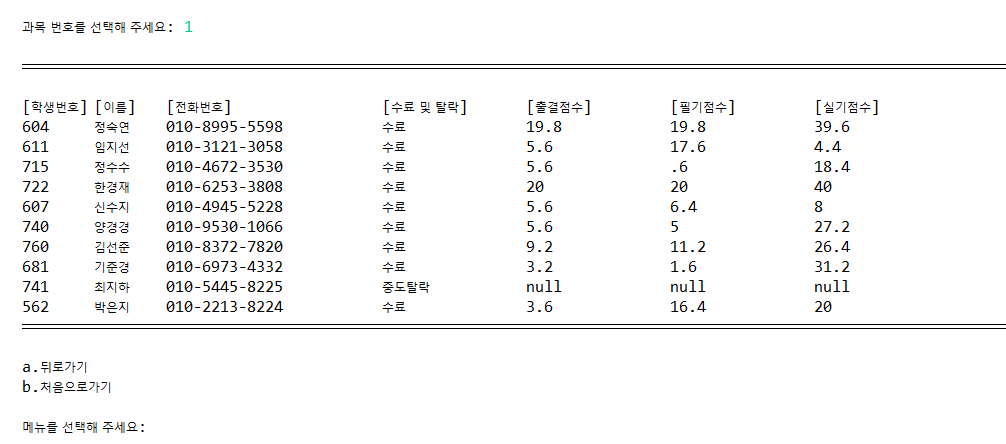 과목 번호를 선택해 주세요: 1
[학생번호] [이름] [전화번호] [수료 및 탈락] [출결점수] [필기점수] [실기점수]
604 정숙연 010-8995-5598 수료 19.8 19.8 39.6
611 임지선 010-3121-3058 수료 5.6 17.6 4.4
715 정수수 010-4672-3530 수료 5.6 .6 18.4
722 한경재 010-6253-3808 수료 20 20 40
607 신수지 010-4945-5228 수료 5.6 6.4 8
740 양경경 010-9530-1066 수료 5.6 5 27.2
760 김선준 010-8372-7820 수료 9.2 11.2 26.4
681 기준경 010-6973-4332 수료 3.2 1.6 31.2
741 최지하 010-5445-8225 중도탈락 null null null
562 박은지 010-2213-8224 수료 3.6 16.4 20
a.뒤로가기
b.처음으로가기
메뉴를 선택해 주세요: